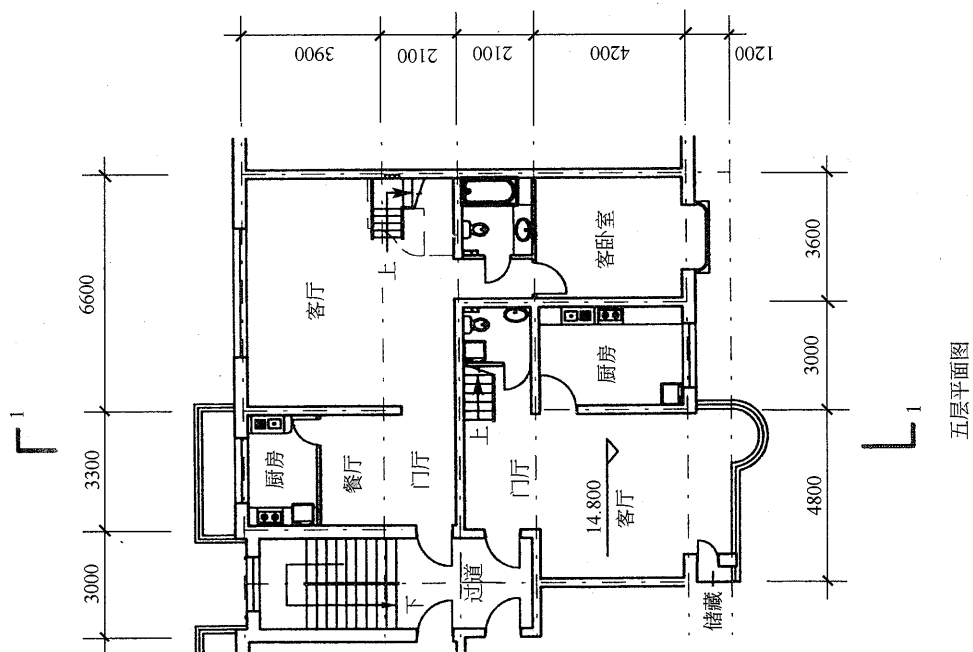 3900
2100
2100
4200
1200
6600
3300
3000
3600
3000
4800
客厅
上
客卧室
厨房
厨房
餐厅
门厅
上
门厅
14.800
客厅
下
过道
储藏
1
1
五层平面图